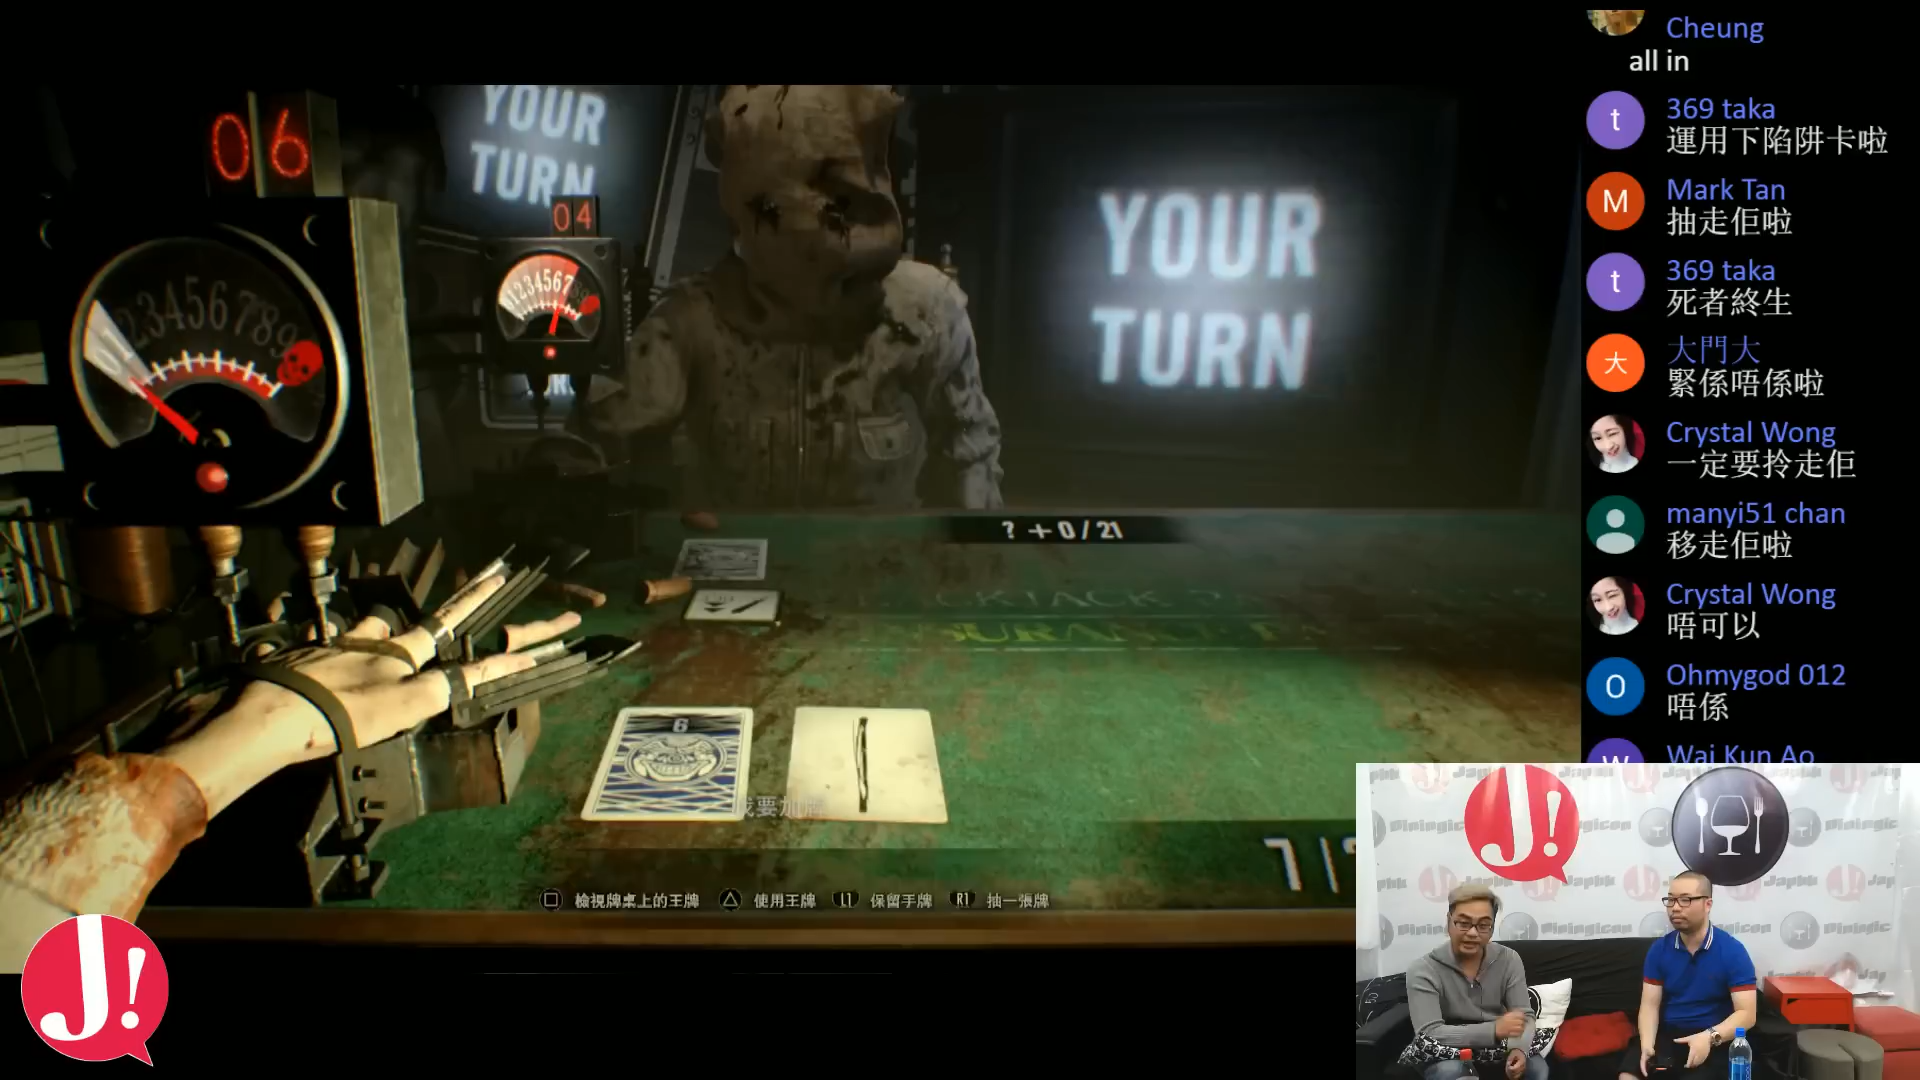 YOUR
TURN
06
04
YOUR
TURN
? + 0 / 21
6
7 /
檢視牌桌上的王牌
使用王牌
L1
保留手牌
R1
抽一張牌
Cheung
all in
t
369 taka
運用下陷阱卡啦
M
Mark Tan
抽走佢啦
t
369 taka
死者終生
大
大門大
緊係唔係啦
Crystal Wong
一定要拎走佢
manyi51 chan
移走佢啦
Crystal Wong
唔可以
O
Ohmygod 012
唔係
Wai Kun Ao
J!
J!